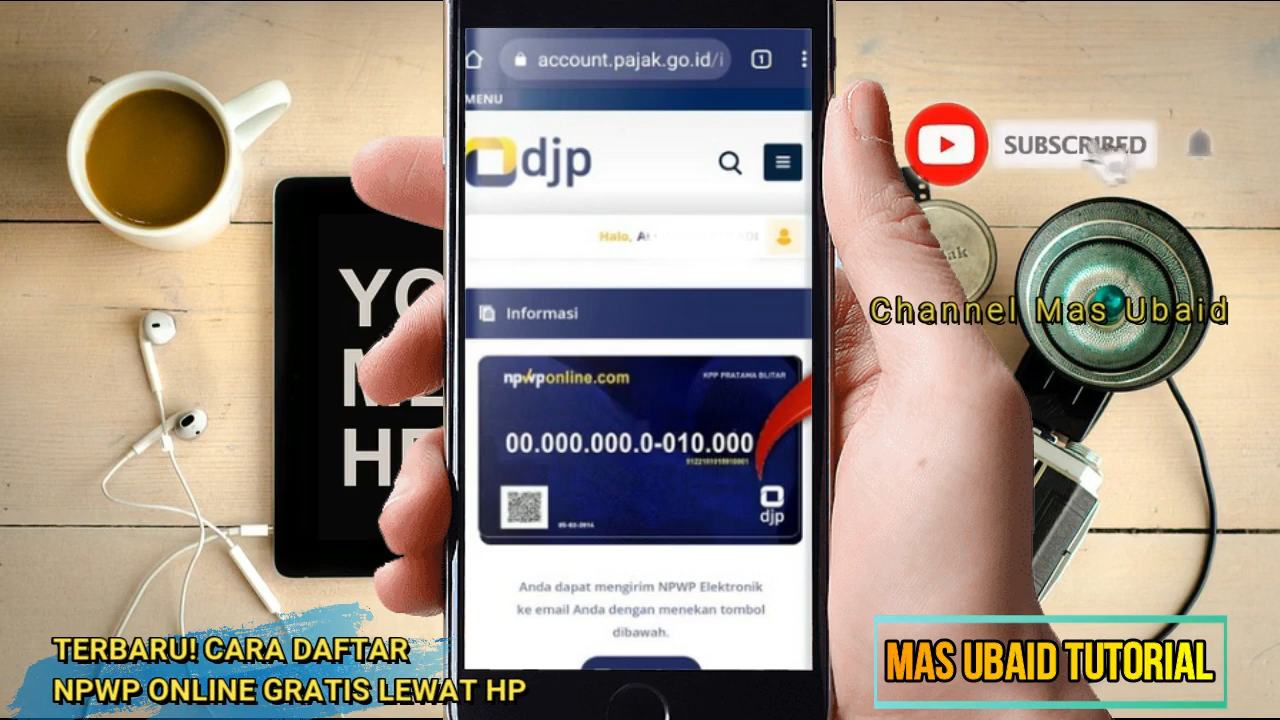 account.pajak.go.id/i
1
MENU
djp
Halo,
Informasi
npwponline.com
KPP PRATAMA BLITAR
00.000.000.0-010.000
djp
Anda dapat mengirim NPWP Elektronik
ke email Anda dengan menekan tombol
dibawah.
SUBSCRIBED
Channel Mas Ubaid
TERBARU! CARA DAFTAR
NPWP ONLINE GRATIS LEWAT HP
MAS UBAID TUTORIAL